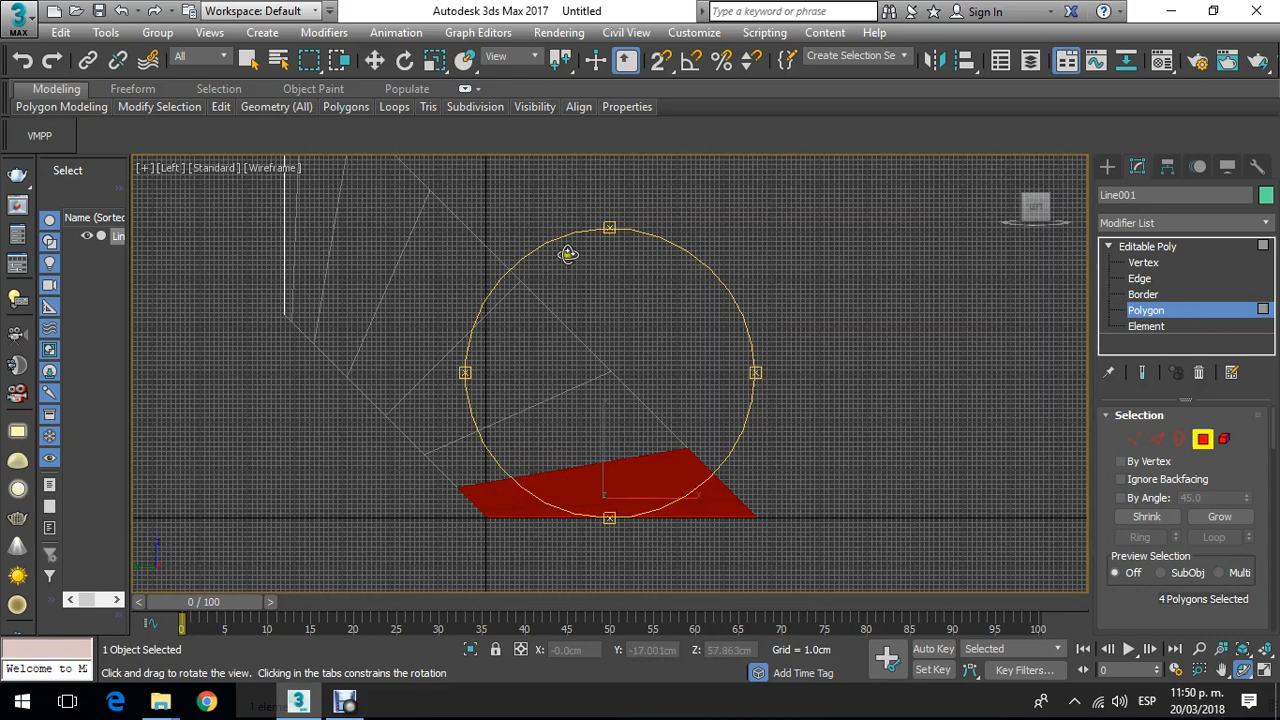 3
MAX
Workspace: Default
Autodesk 3ds Max 2017
Untitled
Type a keyword or phrase
Sign In
Edit Tools Group Views Create Modifiers Animation Graph Editors Rendering Civil View Customize Scripting Content Help
All
View
Create Selection Se
Modeling Freeform Selection Object Paint Populate
Polygon Modeling Modify Selection Edit Geometry (All) Polygons Loops Tris Subdivision Visibility Align Properties
VMPP
Select
Name (Sorted
Lin
[+] [Left] [Standard] [Wireframe]
Line001
Modifier List
Editable Poly
Vertex
Edge
Border
Polygon
Element
Selection
By Vertex
Ignore Backfacing
By Angle: 45.0
Shrink Grow
Ring Loop
Preview Selection
Off SubObj Multi
4 Polygons Selected
0 / 100
0 5 10 15 20 25 30 35 40 45 50 55 60 65 70 75 80 85 90 95 100
1 Object Selected
X: -0.0cm Y: -17.001cm Z: 57.863cm Grid = 1.0cm
Auto Key Selected
Welcome to M
Click and drag to rotate the view. Clicking in the tabs constrains the rotation
Add Time Tag
Set Key Key Filters...
0
1 elemen
ESP
11:50 p. m.
20/03/2018